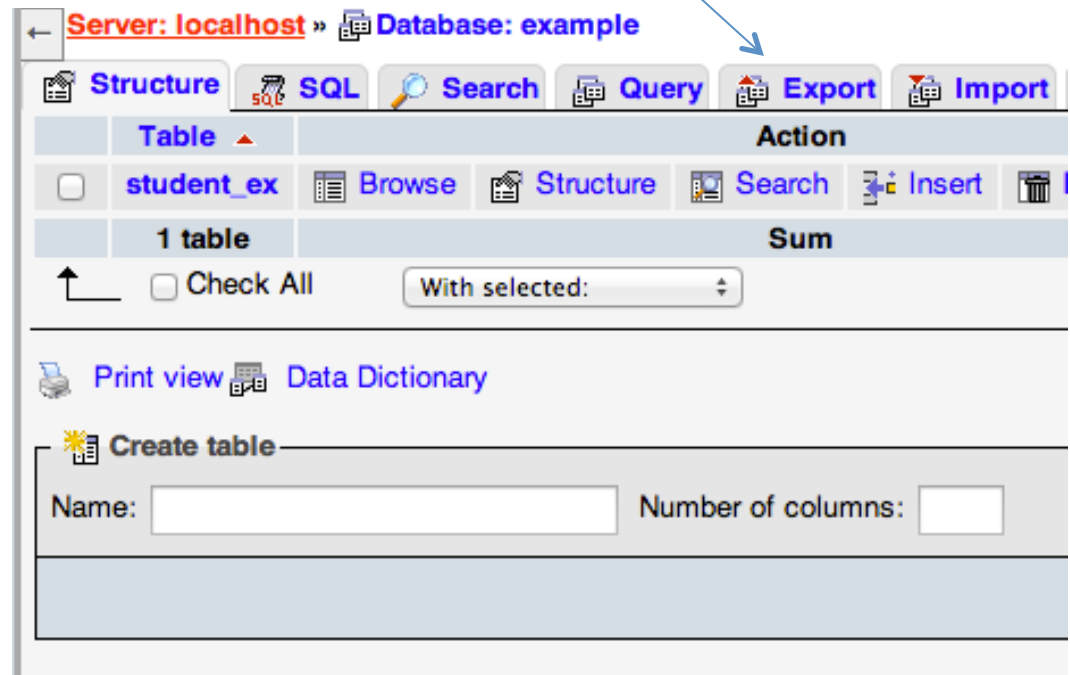 ← Server: localhost » Database: example
Structure SQL Search Query Export Import
Table Action
student_ex Browse Structure Search Insert
1 table Sum
Check All With selected:
Print view Data Dictionary
Create table
Name: Number of columns: